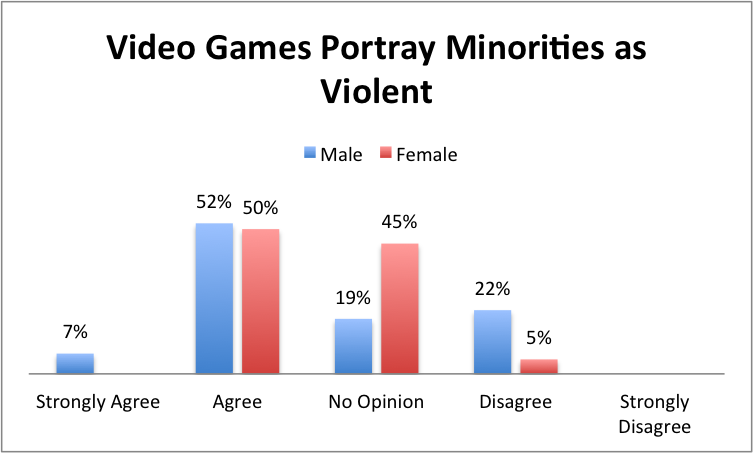 Video Games Portray Minorities as
Violent
Male Female
52% 50%
45%
22%
19%
7%
5%
Strongly Agree Agree No Opinion Disagree Strongly
Disagree